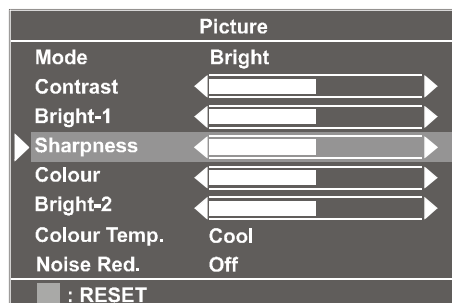 Picture
Mode Bright
Contrast
Bright-1
Sharpness
Colour
Bright-2
Colour Temp. Cool
Noise Red. Off
: RESET